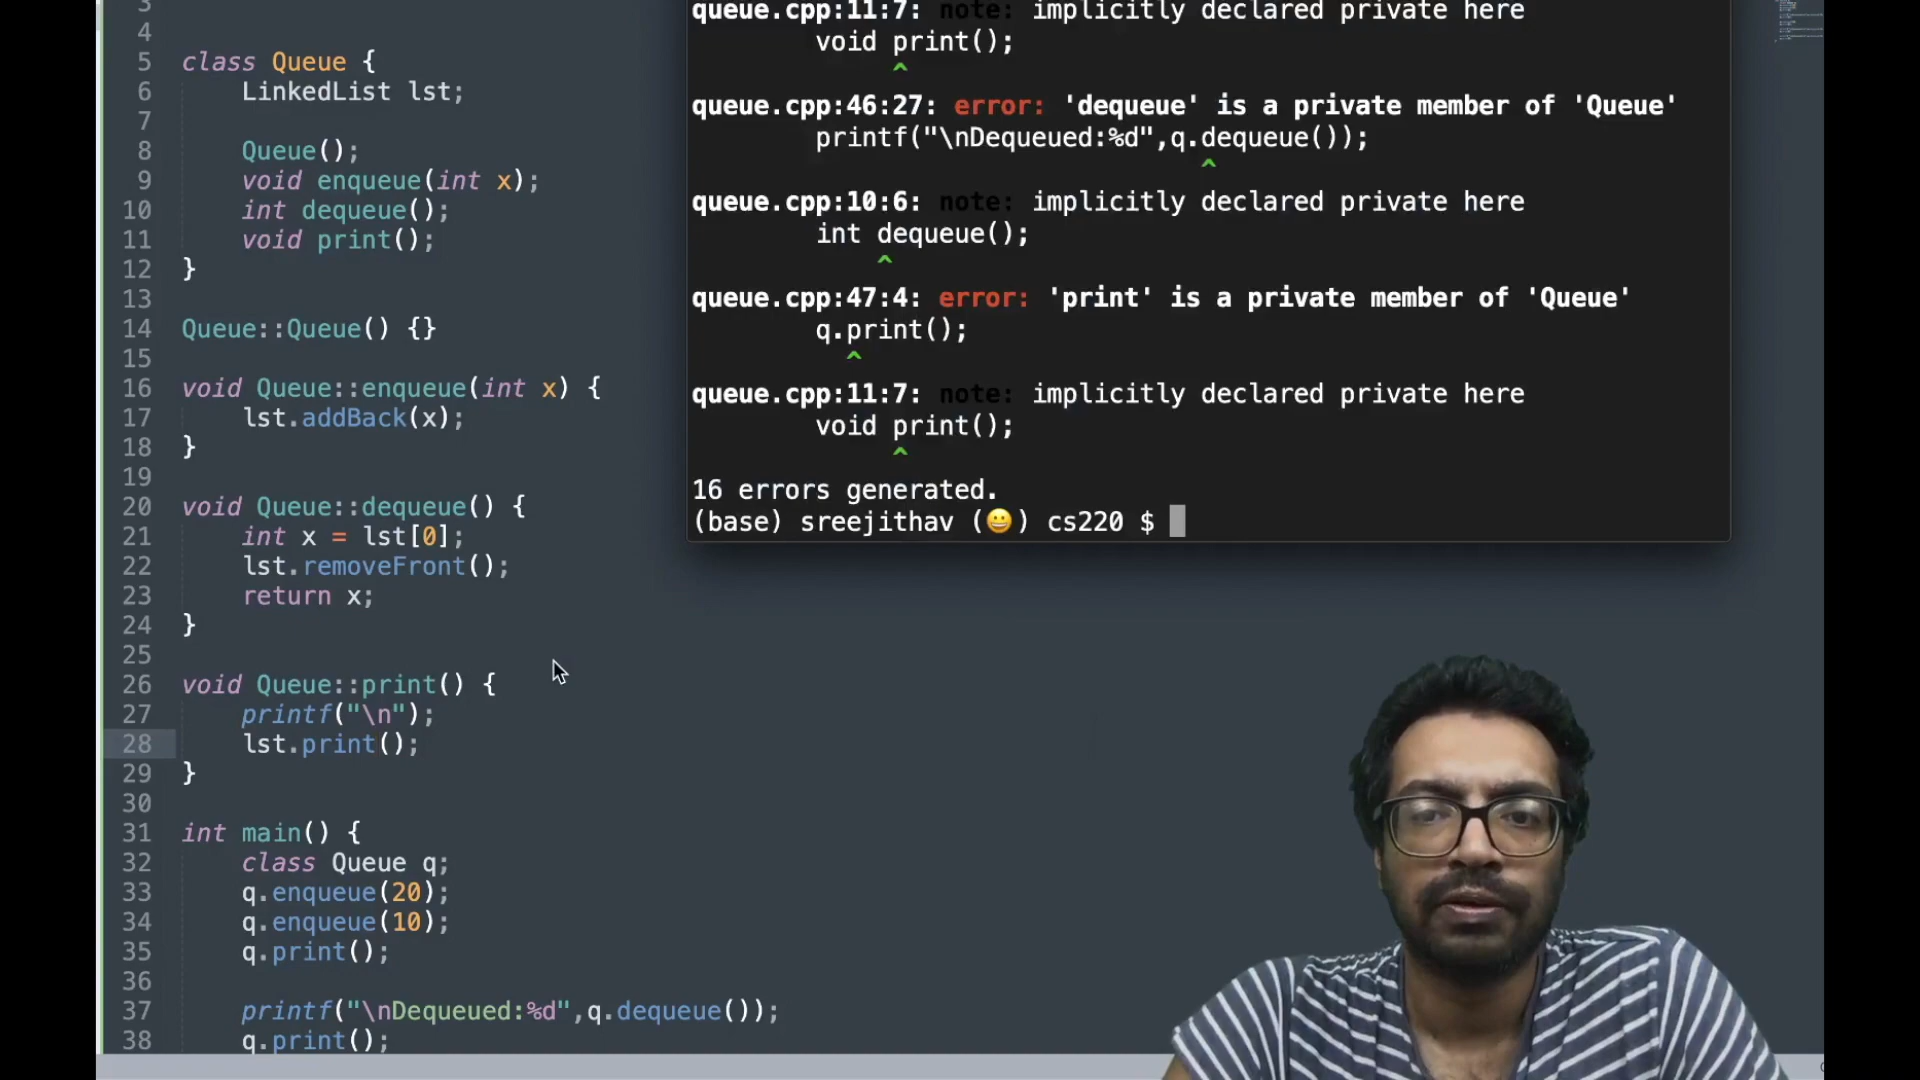 3
4
5 class Queue {
6 LinkedList lst;
7
8 Queue();
9 void enqueue(int x);
10 int dequeue();
11 void print();
12 }
13
14 Queue::Queue() {}
15
16 void Queue::enqueue(int x) {
17 lst.addBack(x);
18 }
19
20 void Queue::dequeue() {
21 int x = lst[0];
22 lst.removeFront();
23 return x;
24 }
25
26 void Queue::print() {
27 printf("\n");
28 lst.print();
29 }
30
31 int main() {
32 class Queue q;
33 q.enqueue(20);
34 q.enqueue(10);
35 q.print();
36
37 printf("\nDequeued:%d",q.dequeue());
38 q.print();
queue.cpp:11:7: note: implicitly declared private here
void print();
^
queue.cpp:46:27: error: 'dequeue' is a private member of 'Queue'
printf("\nDequeued:%d",q.dequeue());
^
queue.cpp:10:6: note: implicitly declared private here
int dequeue();
^
queue.cpp:47:4: error: 'print' is a private member of 'Queue'
q.print();
^
queue.cpp:11:7: note: implicitly declared private here
void print();
^
16 errors generated.
(base) sreejithav (😀) cs220 $